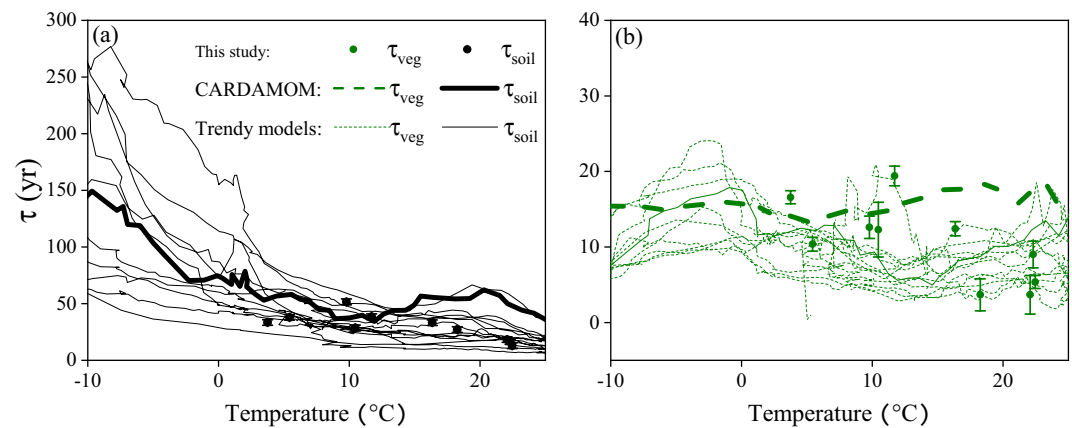 (a)
This study: τveg τsoil
CARDAMOM: τveg τsoil
Trendy models: τveg τsoil
300
250
200
150
100
50
0
τ (yr)
-10 0 10 20
Temperature (°C)
(b)
40
30
20
10
0
-10 0 10 20
Temperature (°C)